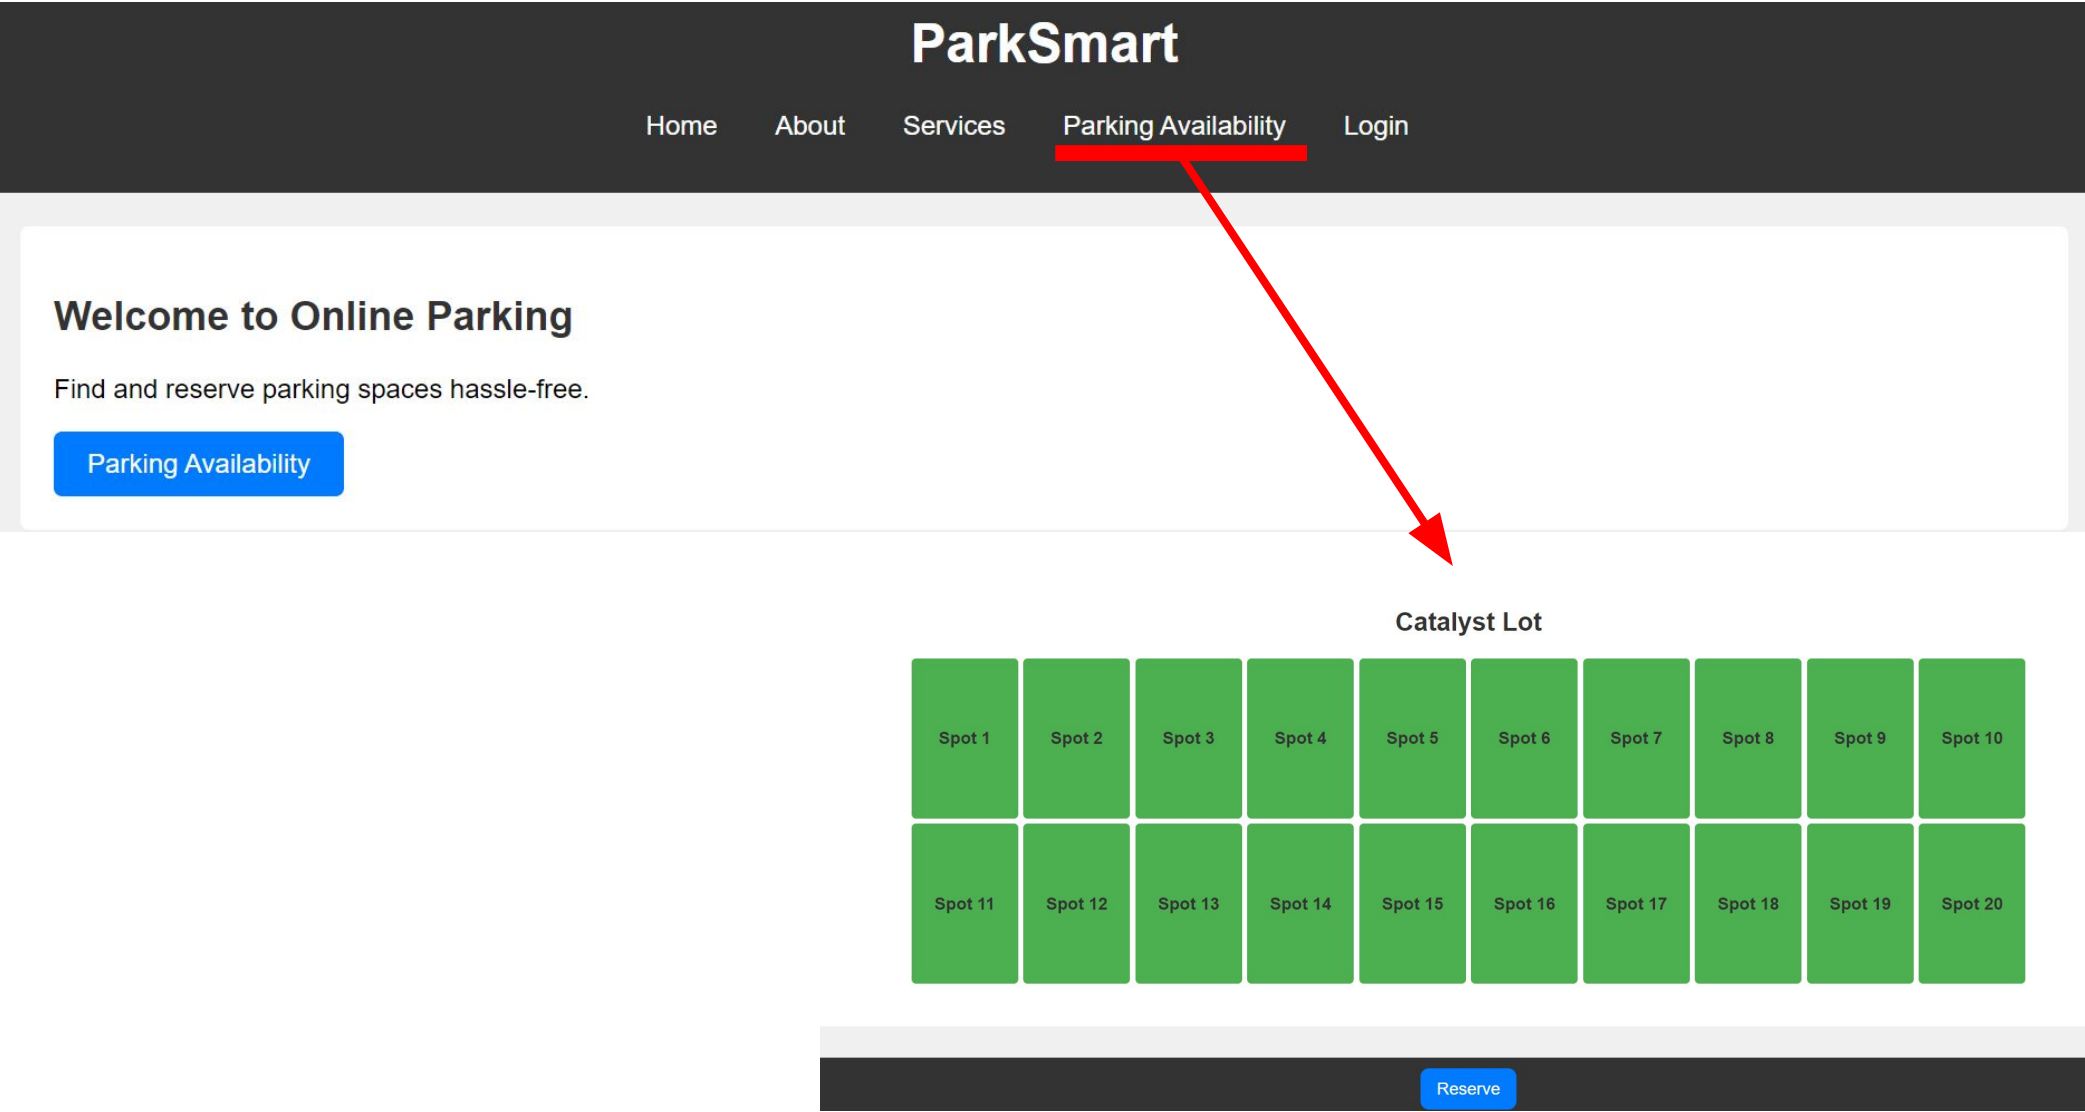 ParkSmart
Home About Services Parking Availability Login
Welcome to Online Parking
Find and reserve parking spaces hassle-free.
Parking Availability
Catalyst Lot
Spot 1 Spot 2 Spot 3 Spot 4 Spot 5 Spot 6 Spot 7 Spot 8 Spot 9 Spot 10
Spot 11 Spot 12 Spot 13 Spot 14 Spot 15 Spot 16 Spot 17 Spot 18 Spot 19 Spot 20
Reserve